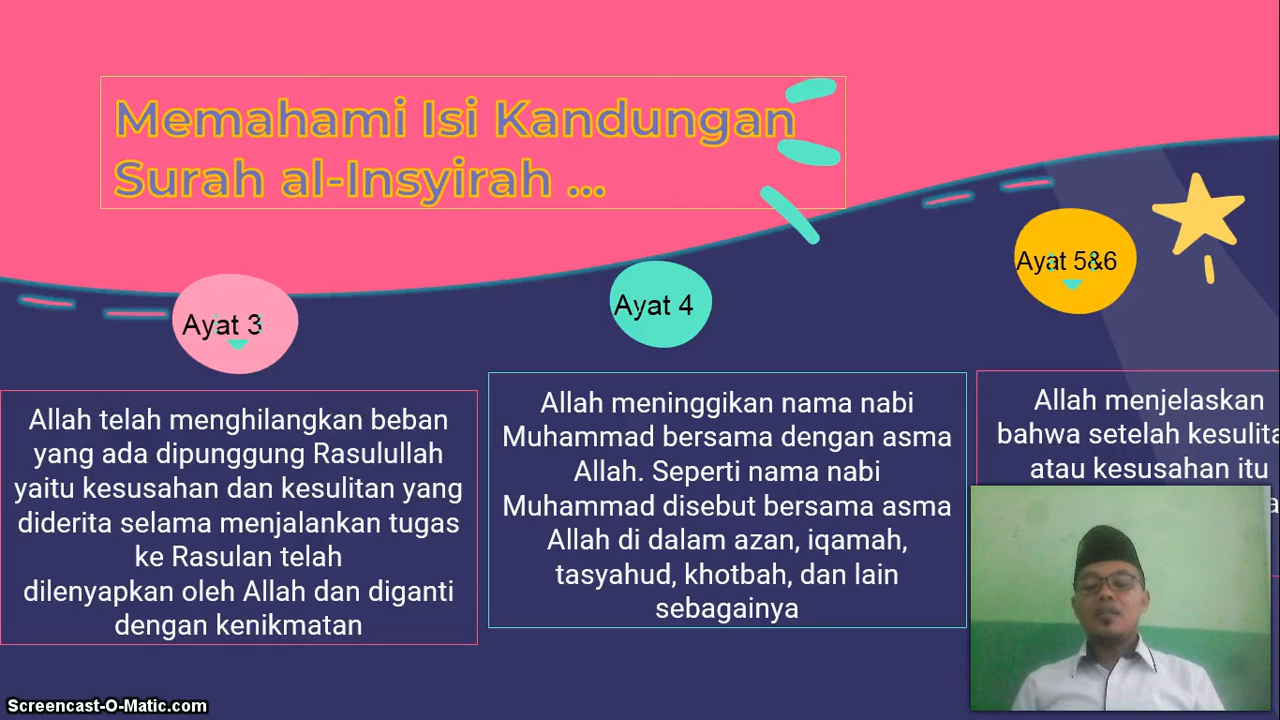 Memahami Isi Kandungan
Surah al-Insyirah ...
Ayat 3
Allah telah menghilangkan beban
yang ada dipunggung Rasulullah
yaitu kesusahan dan kesulitan yang
diderita selama menjalankan tugas
ke Rasulan telah
dilenyapkan oleh Allah dan diganti
dengan kenikmatan
Ayat 4
Allah meninggikan nama nabi
Muhammad bersama dengan asma
Allah. Seperti nama nabi
Muhammad disebut bersama asma
Allah di dalam azan, iqamah,
tasyahud, khotbah, dan lain
sebagainya
Ayat 5&6
Allah menjelaskan
bahwa setelah
atau kesusahan itu
Screencast-O-Matic.com